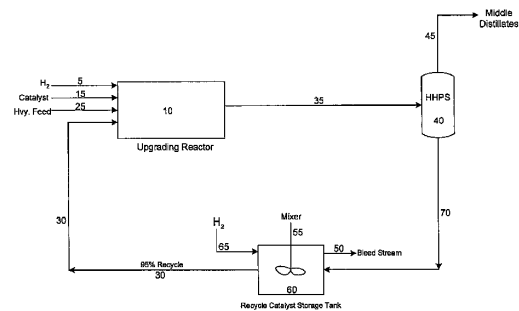 Middle
Distillates
45
H2 5
Catalyst 15
Hvy. Feed 25
10
35
HHPS
40
Upgrading Reactor
30
70
H2
Mixer
55
65
50 Bleed Stream
95% Recycle
30
60
Recycle Catalyst Storage Tank